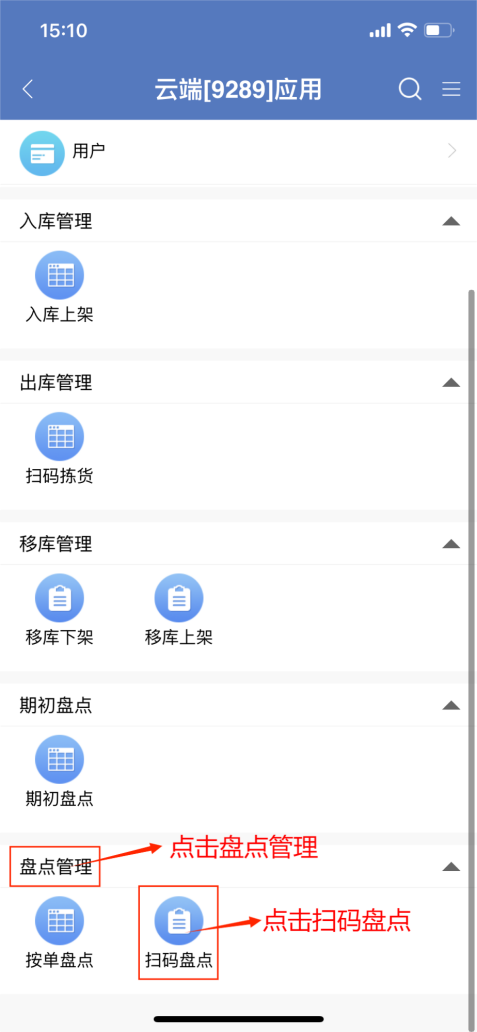 15:10
云端[9289]应用
用户
入库管理
入库上架
出库管理
扫码拣货
移库管理
移库下架 移库上架
期初盘点
期初盘点
点击盘点管理
盘点管理
点击扫码盘点
按单盘点 扫码盘点